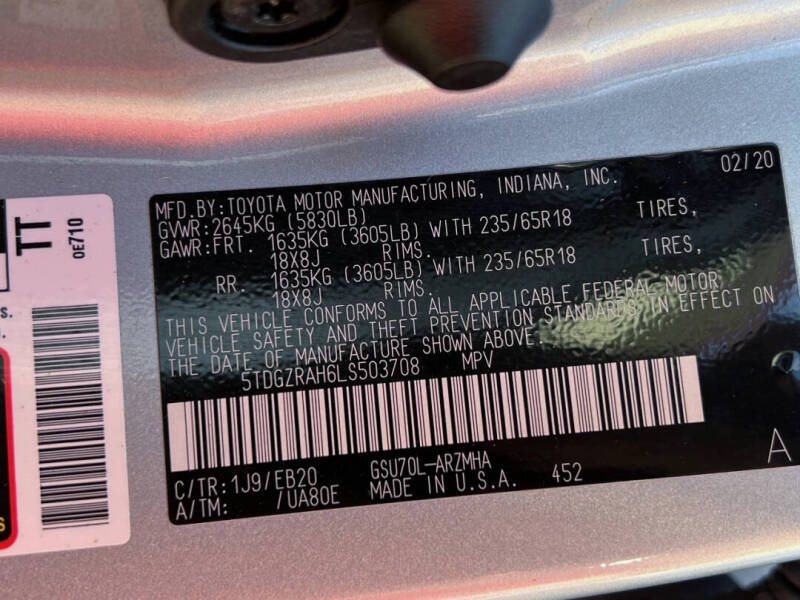 02/20
MFD.BY:TOYOTA MOTOR MANUFACTURING, INDIANA, INC.
GVWR:2645KG (5830LB)
GAWR:FRT. 1635KG (3605LB) WITH 235/65R18 TIRES,
18X8J RIMS.
RR. 1635KG (3605LB) WITH 235/65R18 TIRES,
18X8J RIMS.
THIS VEHICLE CONFORMS TO ALL APPLICABLE FEDERAL MOTOR
VEHICLE SAFETY AND THEFT PREVENTION STANDARDS IN EFFECT ON
THE DATE OF MANUFACTURE SHOWN ABOVE.
5TDGZRAH6LS503708 MPV
C/TR:1J9/EB20 GSU70L-ARZMHA
A/TM: /UA80E MADE IN U.S.A. 452
A
TT
0E710